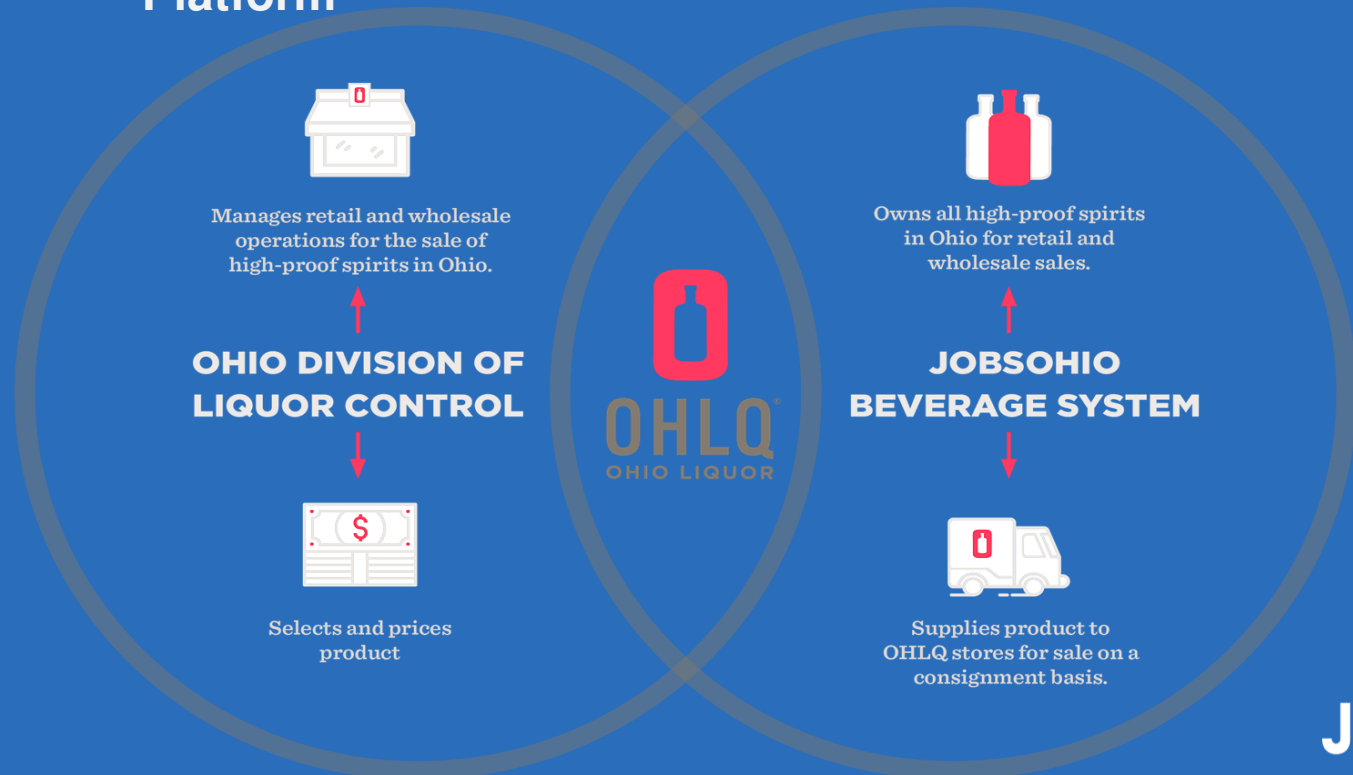 Platform
Manages retail and wholesale
operations for the sale of
high-proof spirits in Ohio.
OHIO DIVISION OF
LIQUOR CONTROL
$
Selects and prices
product
OHLQ®
OHIO LIQUOR
Owns all high-proof spirits
in Ohio for retail and
wholesale sales.
JOBSOHIO
BEVERAGE SYSTEM
Supplies product to
OHLQ stores for sale on a
consignment basis.
J